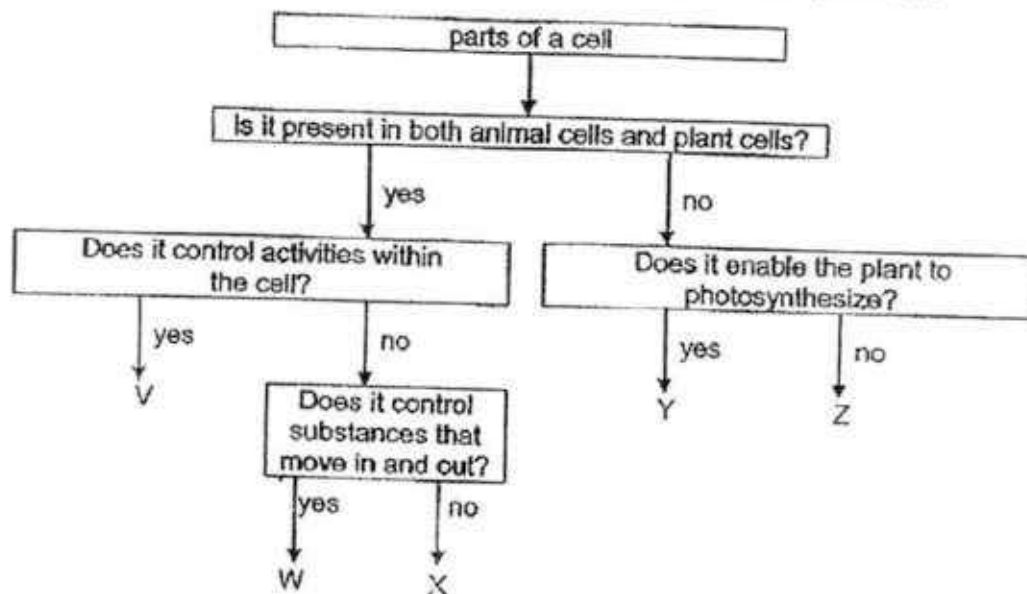 parts of a cell
Is it present in both animal cells and plant cells?
yes
no
Does it control activities within
the cell?
Does it enable the plant to
photosynthesize?
yes
no
yes
no
V
Does it control
substances that
move in and out?
Y
Z
yes
no
W
X